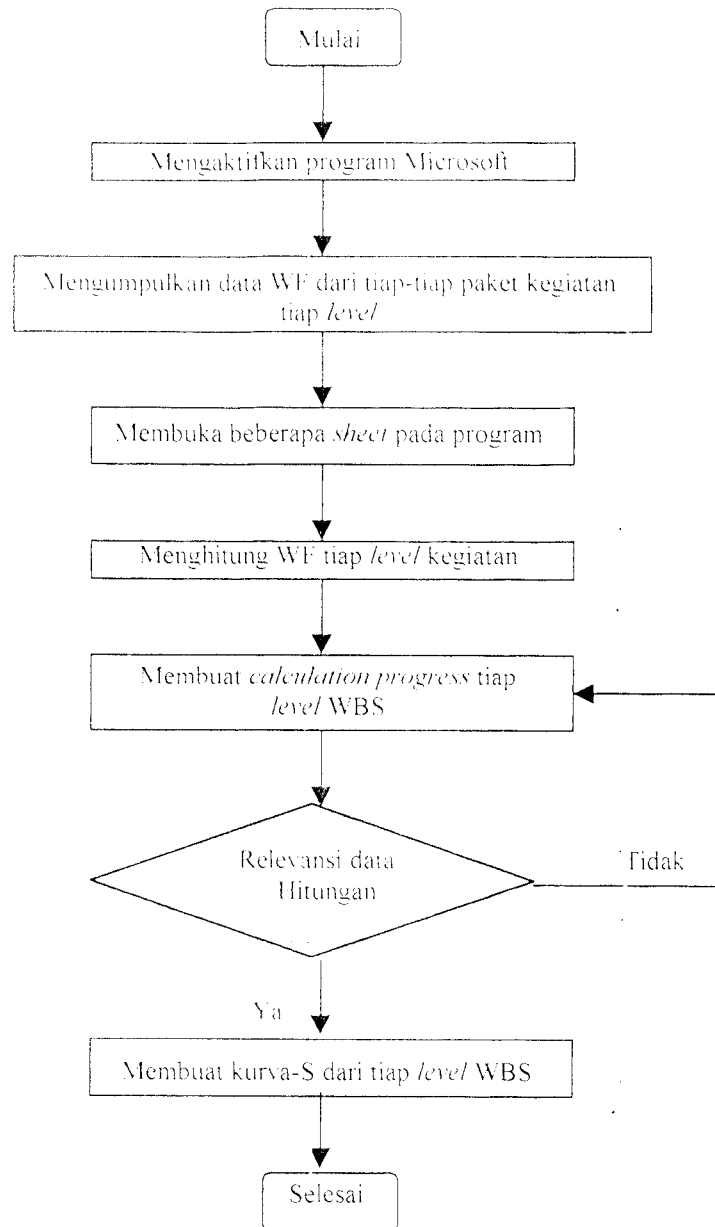 Mulai
Mengaktifkan program Microsoft
Mengumpulkan data WF dari tiap-tiap paket kegiatan
tiap level
Membuka beberapa sheet pada program
Menghitung WF tiap level kegiatan
Membuat calculation progress tiap
level WBS
Relevansi data
Hitungan
Tidak
Ya
Membuat kurva-S dari tiap level WBS
Selesai